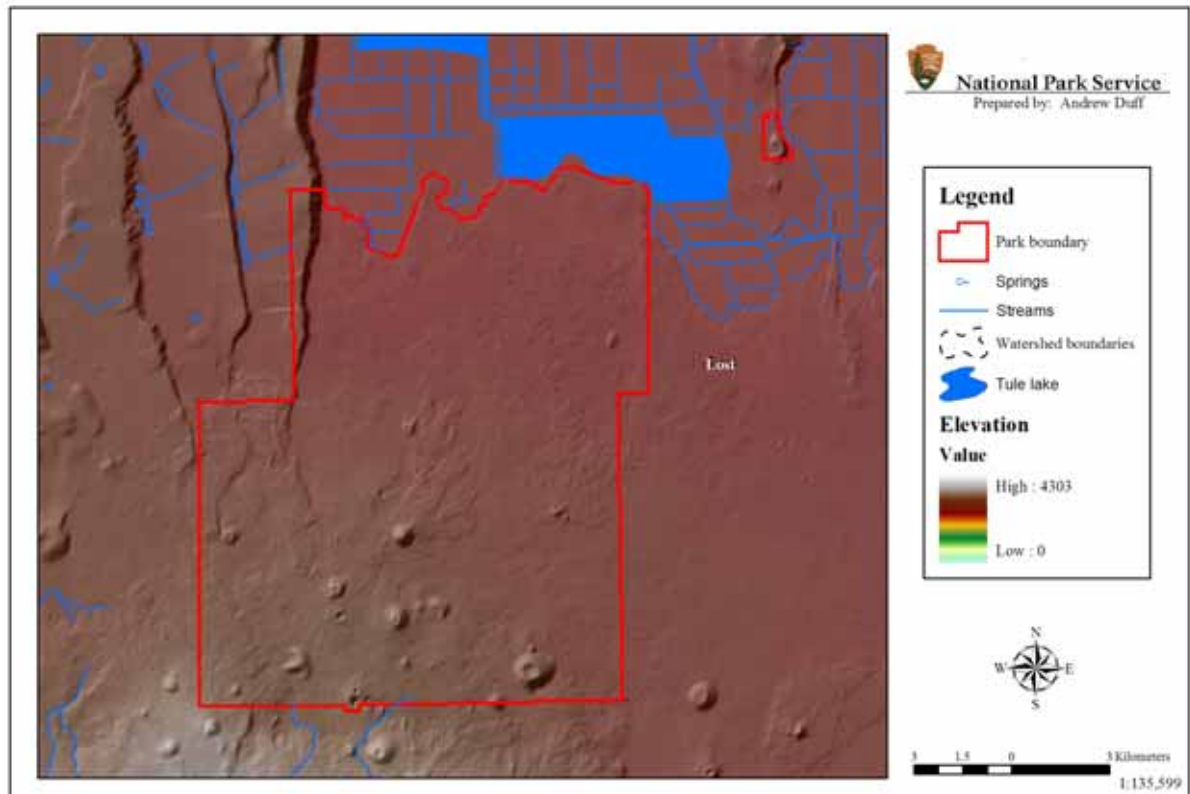 National Park Service
Prepared by: Andrew Duff
Legend
Park boundary
Springs
Streams
Watershed boundaries
Tule lake
Elevation
Value
High : 4303
Low : 0
Lost
N
W E
S
3 1.5 0 3 Kilometers
1:135,599